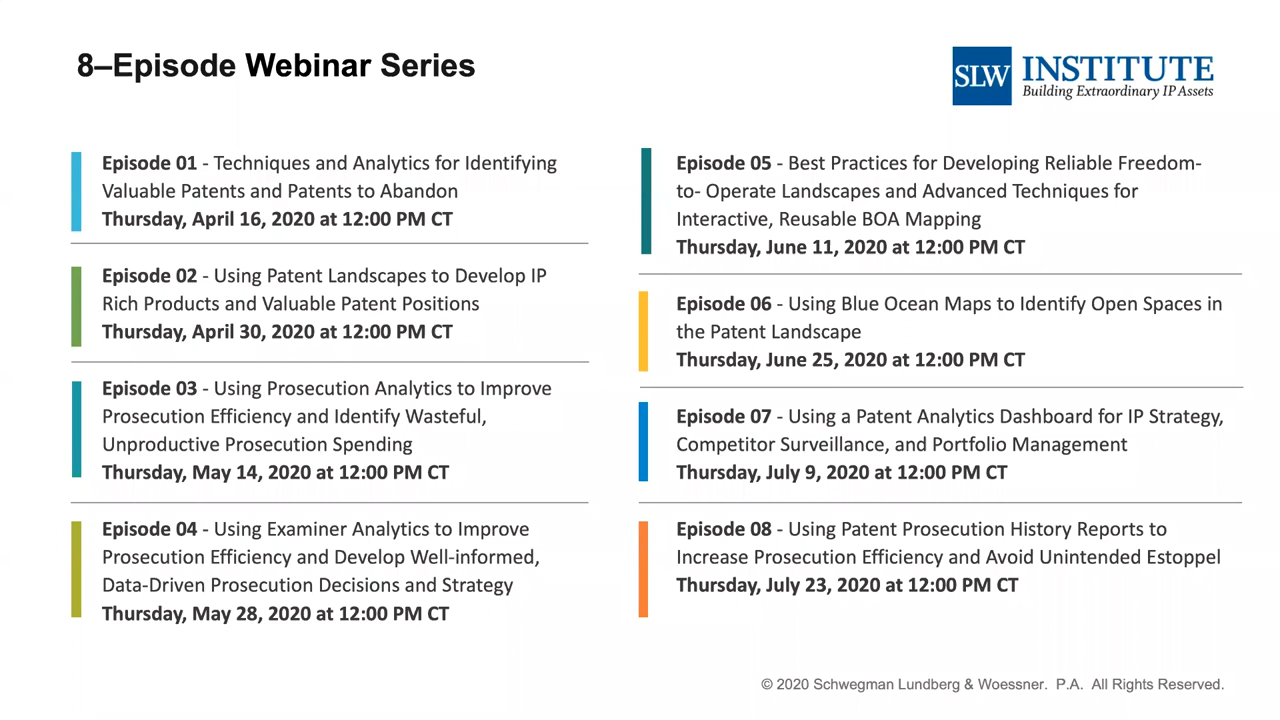 8–Episode Webinar Series
SLW INSTITUTE
Building Extraordinary IP Assets
Episode 01 - Techniques and Analytics for Identifying
Valuable Patents and Patents to Abandon
Thursday, April 16, 2020 at 12:00 PM CT
Episode 02 - Using Patent Landscapes to Develop IP
Rich Products and Valuable Patent Positions
Thursday, April 30, 2020 at 12:00 PM CT
Episode 03 - Using Prosecution Analytics to Improve
Prosecution Efficiency and Identify Wasteful,
Unproductive Prosecution Spending
Thursday, May 14, 2020 at 12:00 PM CT
Episode 04 - Using Examiner Analytics to Improve
Prosecution Efficiency and Develop Well-informed,
Data-Driven Prosecution Decisions and Strategy
Thursday, May 28, 2020 at 12:00 PM CT
Episode 05 - Best Practices for Developing Reliable Freedom-
to- Operate Landscapes and Advanced Techniques for
Interactive, Reusable BOA Mapping
Thursday, June 11, 2020 at 12:00 PM CT
Episode 06 - Using Blue Ocean Maps to Identify Open Spaces in
the Patent Landscape
Thursday, June 25, 2020 at 12:00 PM CT
Episode 07 - Using a Patent Analytics Dashboard for IP Strategy,
Competitor Surveillance, and Portfolio Management
Thursday, July 9, 2020 at 12:00 PM CT
Episode 08 - Using Patent Prosecution History Reports to
Increase Prosecution Efficiency and Avoid Unintended Estoppel
Thursday, July 23, 2020 at 12:00 PM CT
© 2020 Schwegman Lundberg & Woessner. P.A. All Rights Reserved.